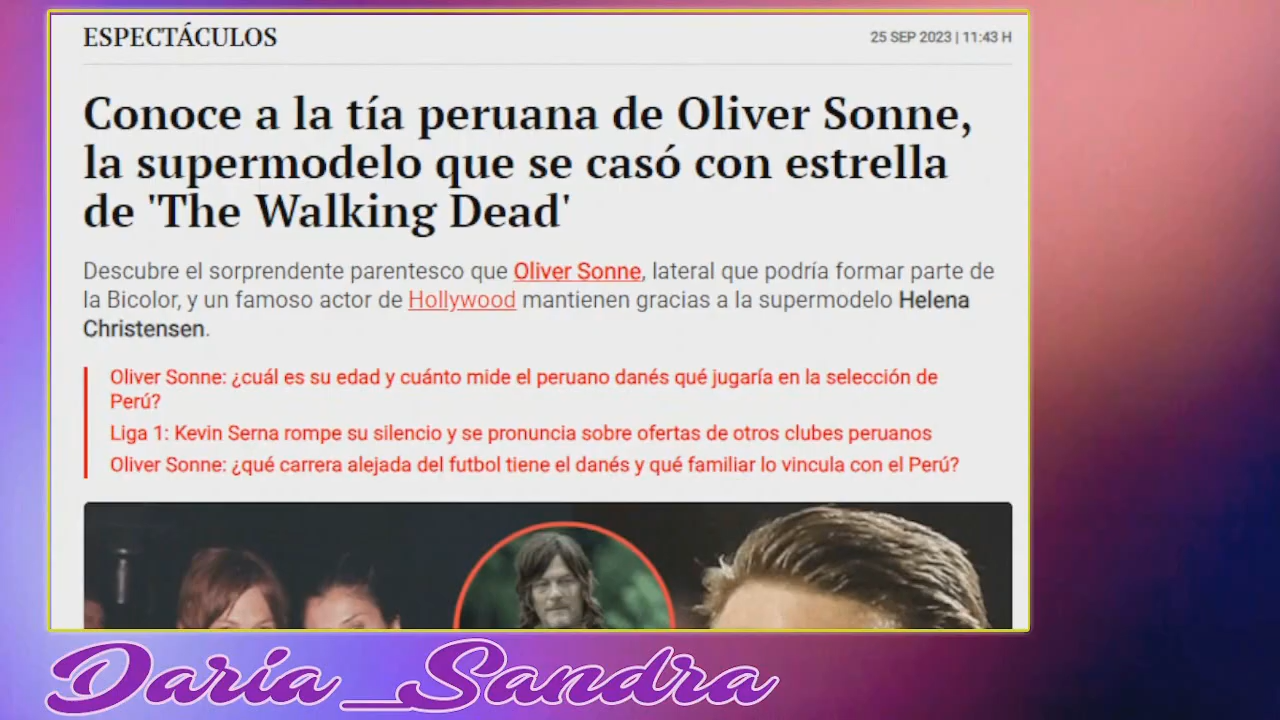 ESPECTÁCULOS
25 SEP 2023 | 11:43 H
Conoce a la tía peruana de Oliver Sonne,
la supermodelo que se casó con estrella
de 'The Walking Dead'
Descubre el sorprendente parentesco que Oliver Sonne, lateral que podría formar parte de
la Bicolor, y un famoso actor de Hollywood mantienen gracias a la supermodelo Helena
Christensen.
Oliver Sonne: ¿cuál es su edad y cuánto mide el peruano danés qué jugaría en la selección de
Perú?
Liga 1: Kevin Serna rompe su silencio y se pronuncia sobre ofertas de otros clubes peruanos
Oliver Sonne: ¿qué carrera alejada del futbol tiene el danés y qué familiar lo vincula con el Perú?
Daria_Sandra